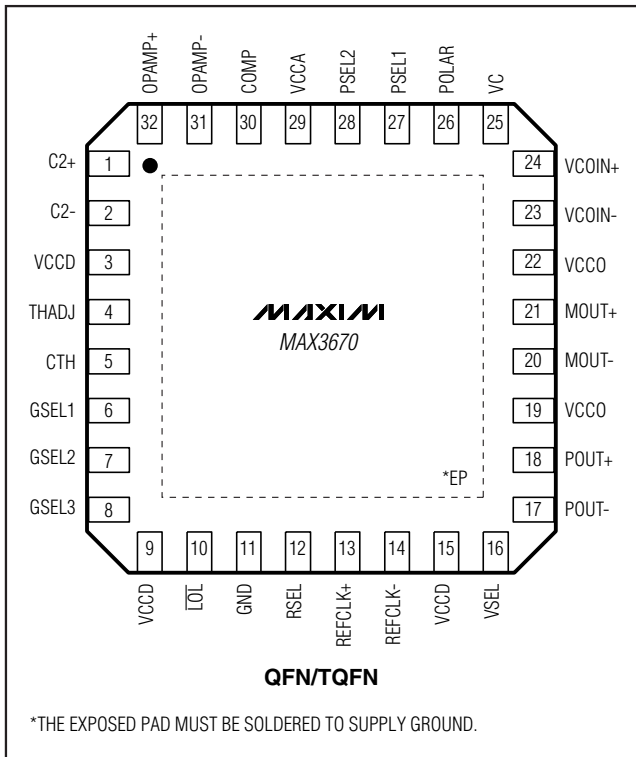 OPAMP+
OPAMP-
COMP
VCCA
PSEL2
PSEL1
POLAR
VC
32
31
30
29
28
27
26
25
C2+ 1
C2- 2
VCCD 3
THADJ 4
CTH 5
GSEL1 6
GSEL2 7
GSEL3 8
24 VCOIN+
23 VCOIN-
22 VCCO
21 MOUT+
20 MOUT-
19 VCCO
18 POUT+
17 POUT-
MAXIM
MAX3670
*EP
9
10
11
12
13
14
15
16
VCCD
LOL
GND
RSEL
REFCLK+
REFCLK-
VCCD
VSEL
QFN/TQFN
*THE EXPOSED PAD MUST BE SOLDERED TO SUPPLY GROUND.